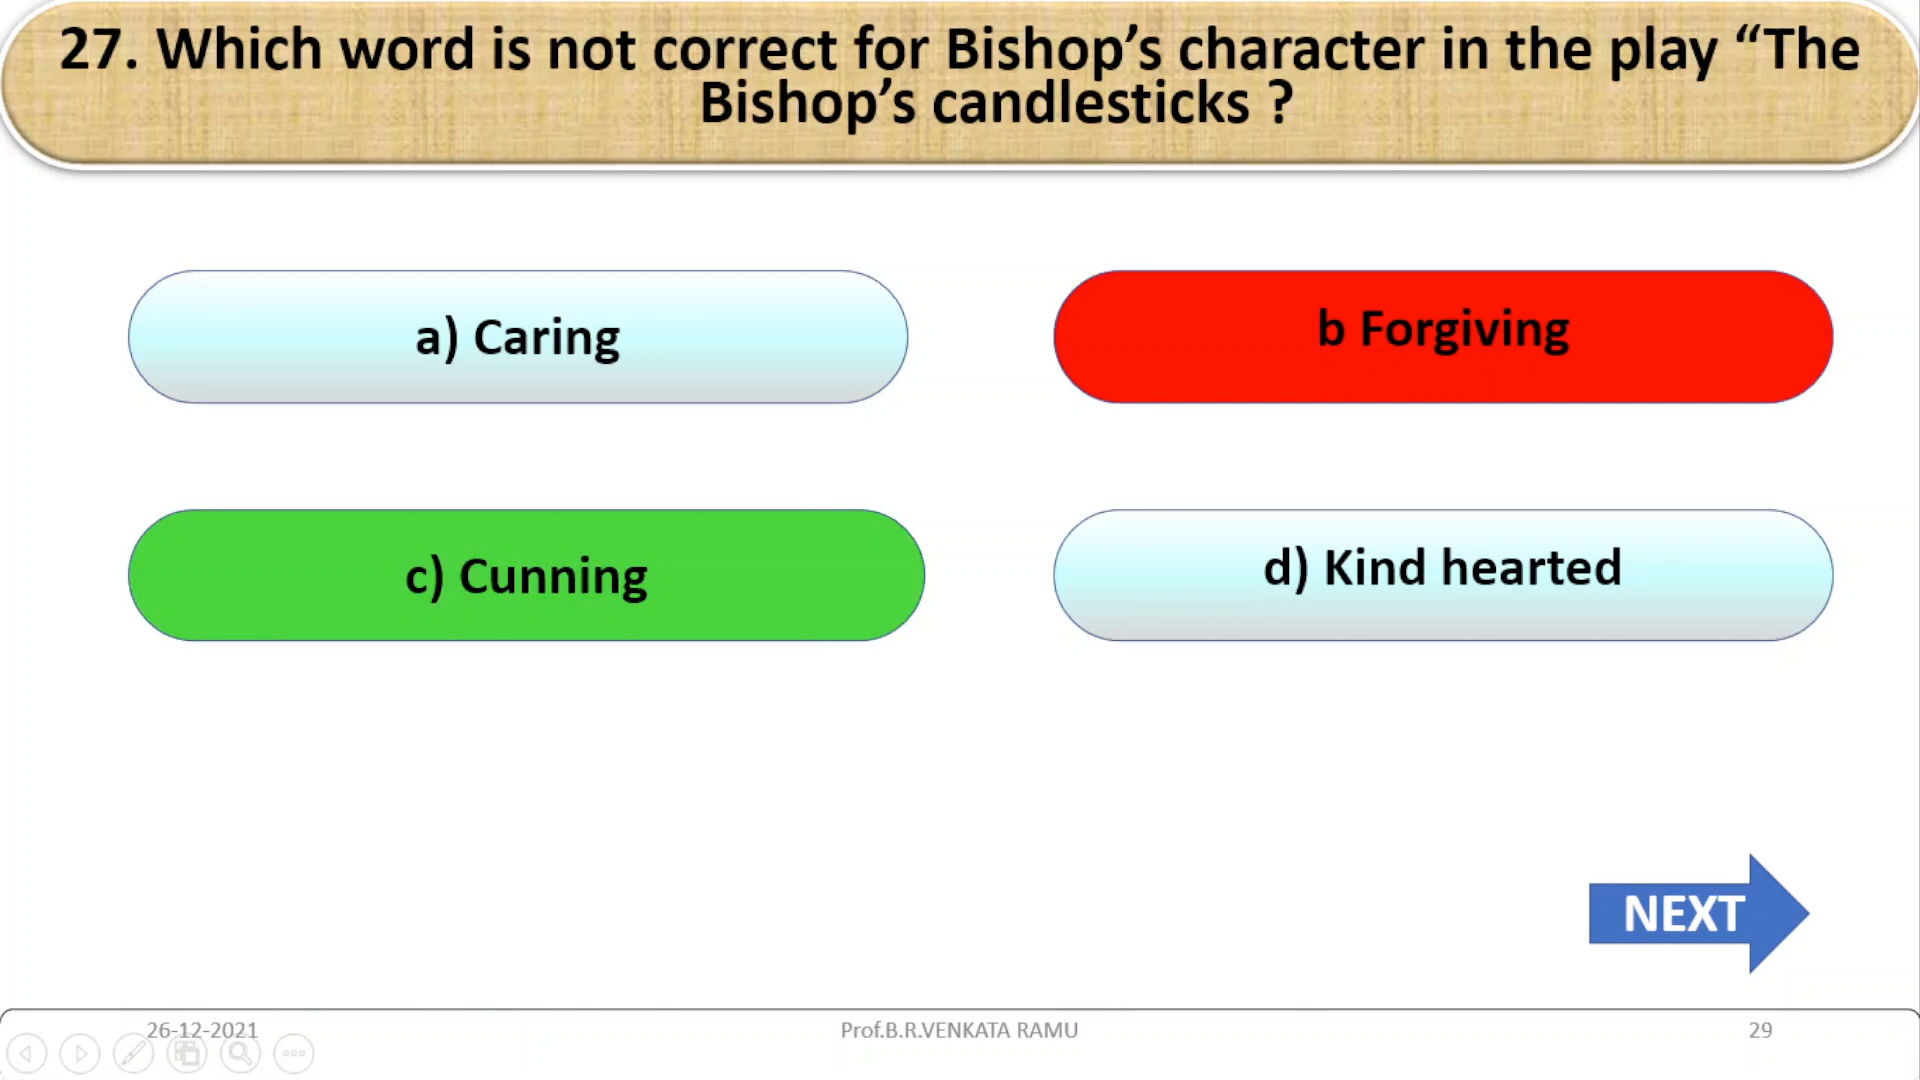 27. Which word is not correct for Bishop’s character in the play “The
Bishop’s candlesticks ?
a) Caring
b Forgiving
c) Cunning
d) Kind hearted
NEXT
26-12-2021
Prof.B.R.VENKATA RAMU
29